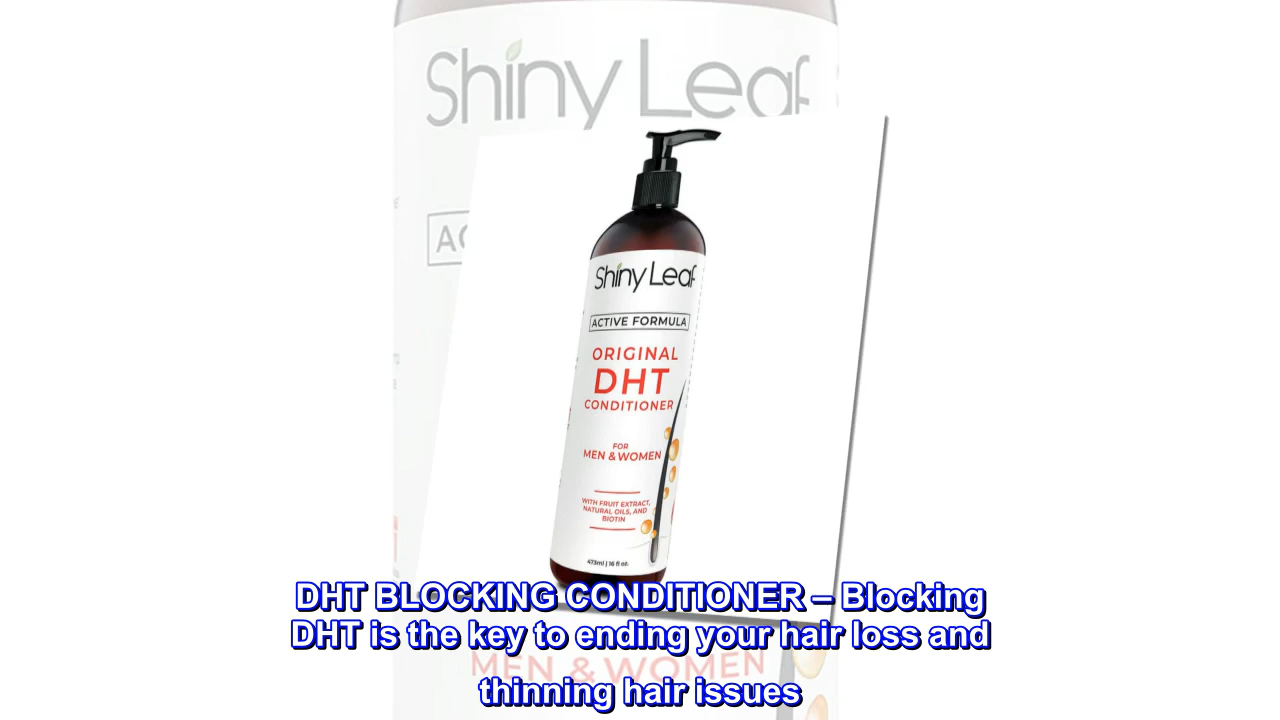 Shiny Leaf
AC
Shiny Leaf
ACTIVE FORMULA
ORIGINAL
DHT
CONDITIONER
FOR
MEN & WOMEN
WITH FRUIT EXTRACT,
NATURAL OILS, AND
BIOTIN
473ml | 16 fl oz.
DHT BLOCKING CONDITIONER – Blocking
DHT is the key to ending your hair loss and
MEN & WOMEN
thinning hair issues